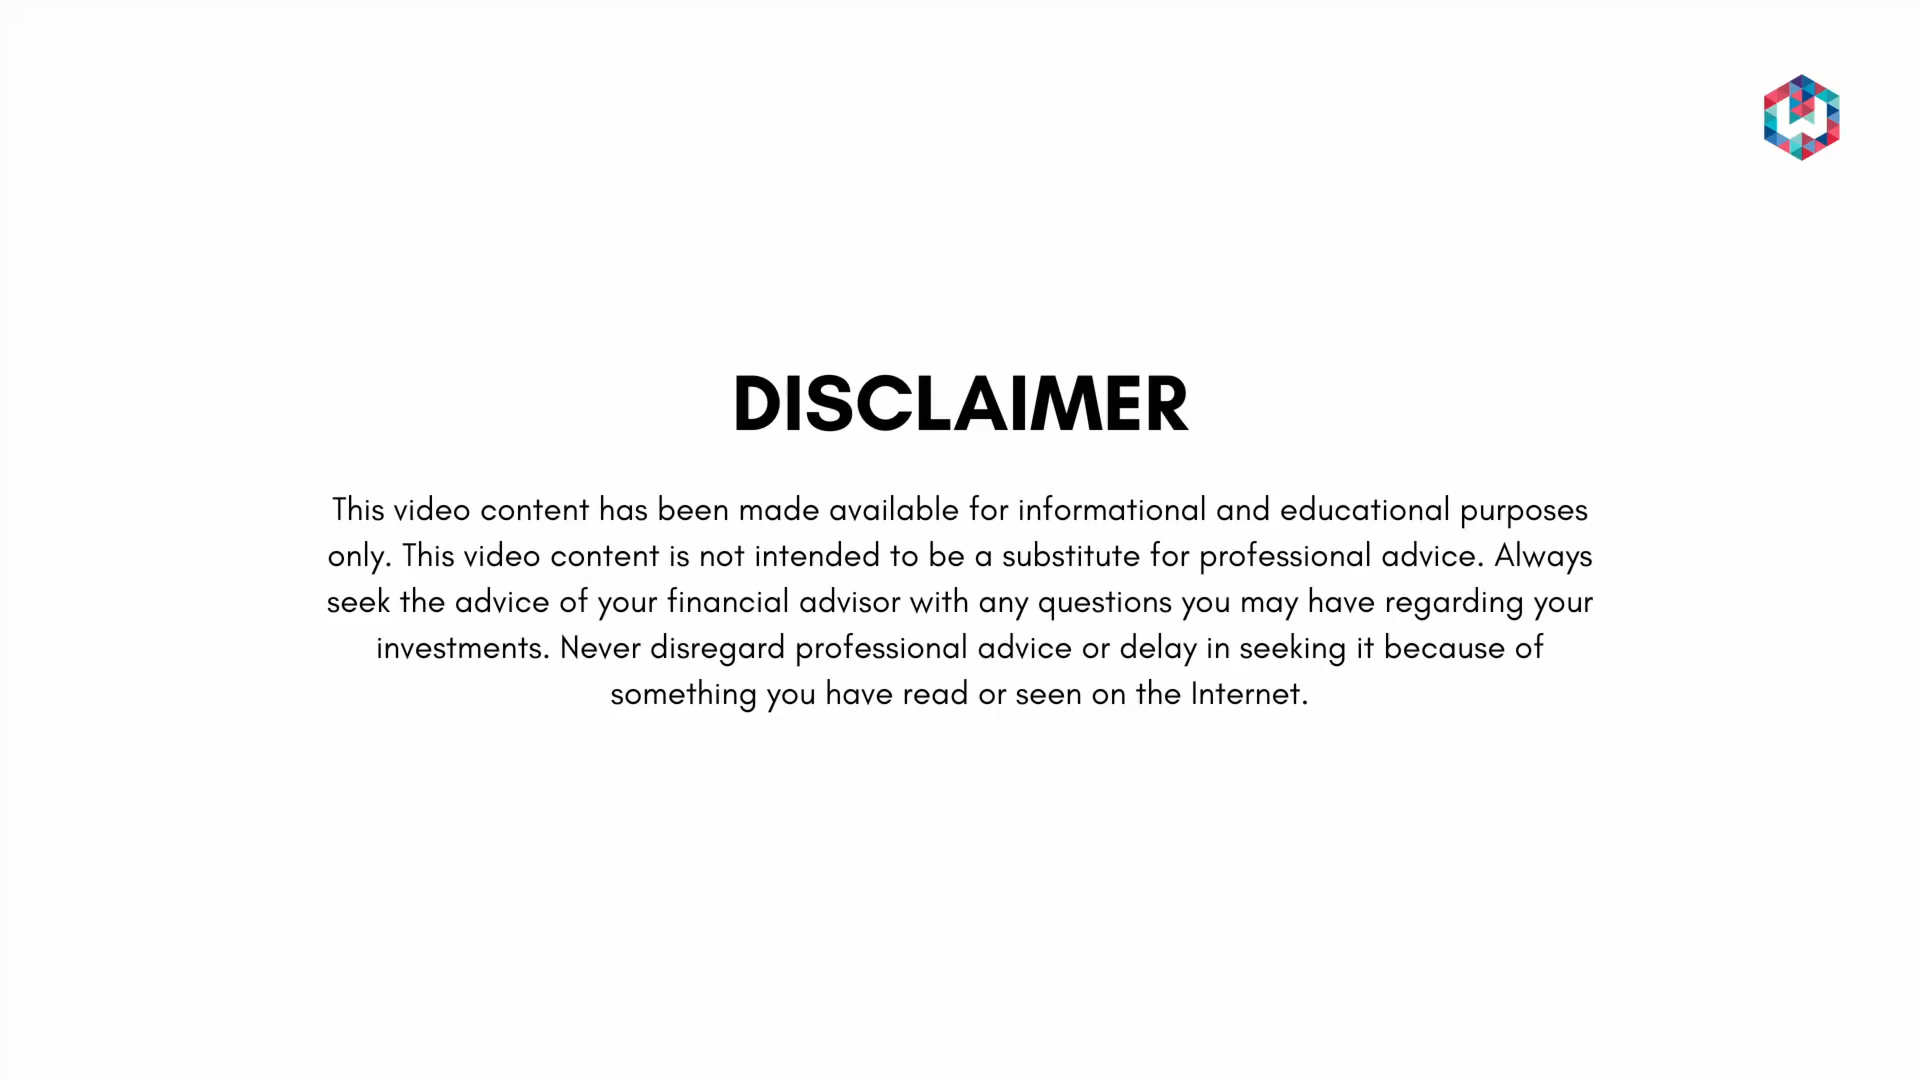 DISCLAIMER
This video content has been made available for informational and educational purposes
only. This video content is not intended to be a substitute for professional advice. Always
seek the advice of your financial advisor with any questions you may have regarding your
investments. Never disregard professional advice or delay in seeking it because of
something you have read or seen on the Internet.